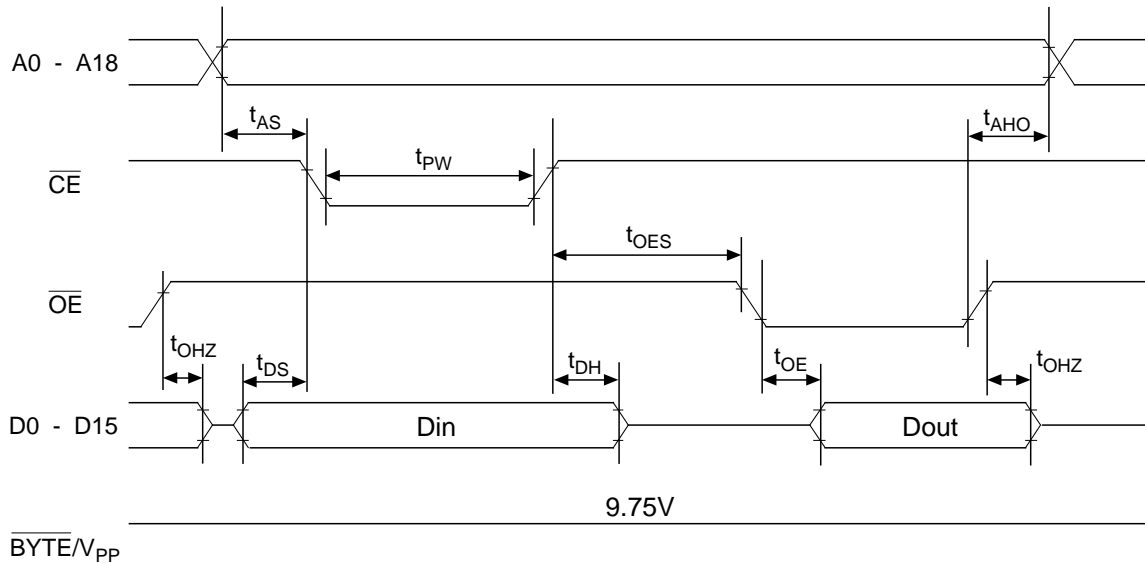 A0 - A18
tAS
tAHO
tPW
CE
tOES
OE
tOHZ
tDS
tDH
tOE
tOHZ
D0 - D15
Din
Dout
9.75V
BYTE/VPP